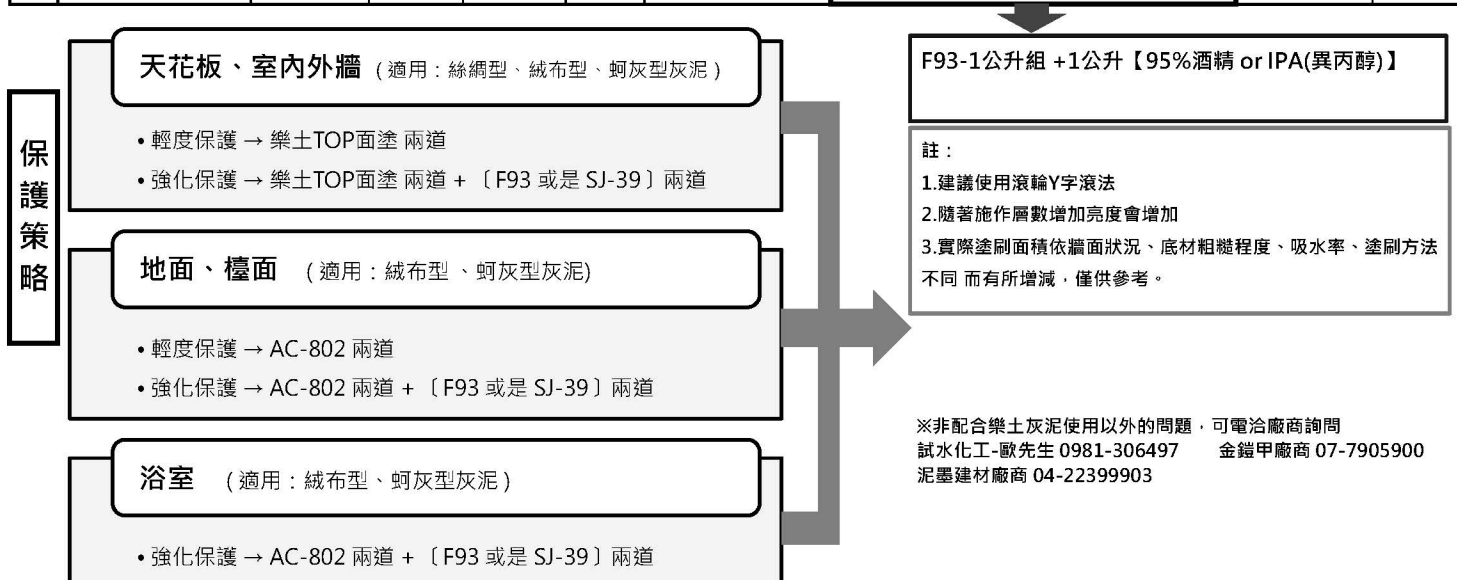 保護策略
天花板、室內外牆 (適用：絲綢型、絨布型、蚵灰型灰泥)
• 輕度保護 → 樂土TOP面塗 兩道
• 強化保護 → 樂土TOP面塗 兩道 + 〔F93 或是 SJ-39〕兩道
地面、檯面 (適用：絨布型 、蚵灰型灰泥)
• 輕度保護 → AC-802 兩道
• 強化保護 → AC-802 兩道 + 〔F93 或是 SJ-39〕兩道
浴室 (適用：絨布型、蚵灰型灰泥)
• 強化保護 → AC-802 兩道 + 〔F93 或是 SJ-39〕兩道
F93-1公升組 +1公升【95%酒精 or IPA(異丙醇)】
註：
1.建議使用滾輪Y字滾法
2.隨著施作層數增加亮度會增加
3.實際塗刷面積依牆面狀況、底材粗糙程度、吸水率、塗刷方法
不同 而有所增減，僅供參考。
※非配合樂土灰泥使用以外的問題，可電洽廠商詢問
試水化工-歐先生 0981-306497 金鎧甲廠商 07-7905900
泥墨建材廠商 04-22399903